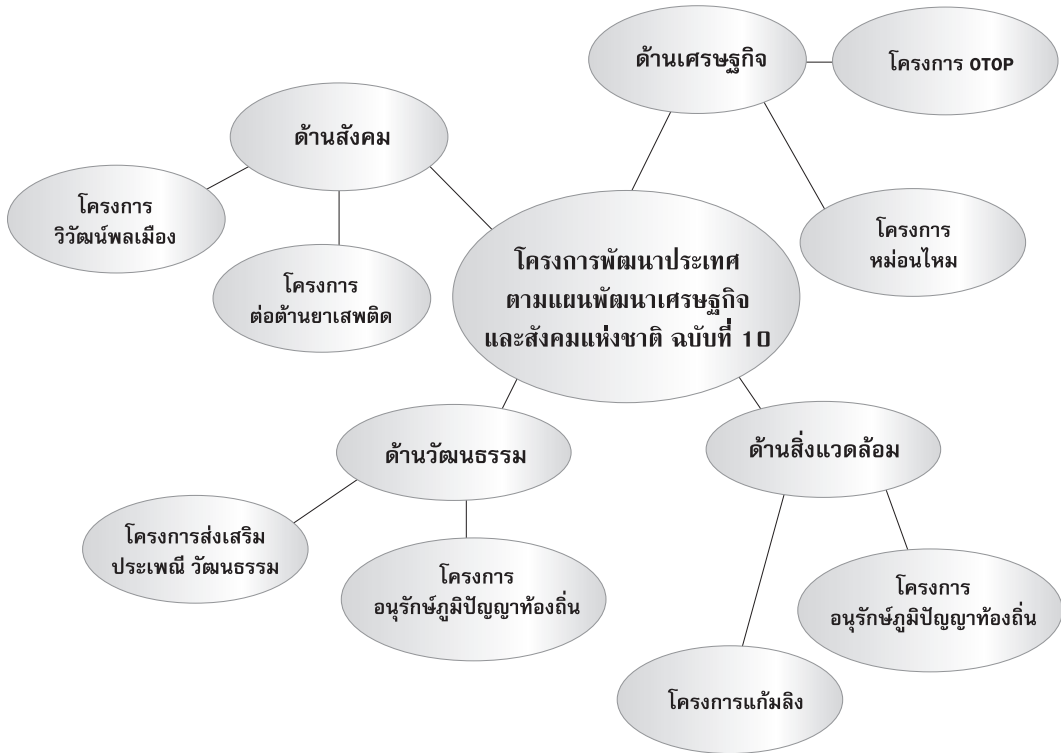 ด้านเศรษฐกิจ
โครงการ OTOP
ด้านสังคม
โครงการ
วิวัฒน์พลเมือง
โครงการ
หม่อนไหม
โครงการพัฒนาประเทศ
ตามแผนพัฒนาเศรษฐกิจ
และสังคมแห่งชาติ ฉบับที่ 10
โครงการ
ต่อต้านยาเสพติด
ด้านวัฒนธรรม
ด้านสิ่งแวดล้อม
โครงการส่งเสริม
ประเพณี วัฒนธรรม
โครงการ
อนุรักษ์ภูมิปัญญาท้องถิ่น
โครงการ
อนุรักษ์ภูมิปัญญาท้องถิ่น
โครงการแก้มลิง